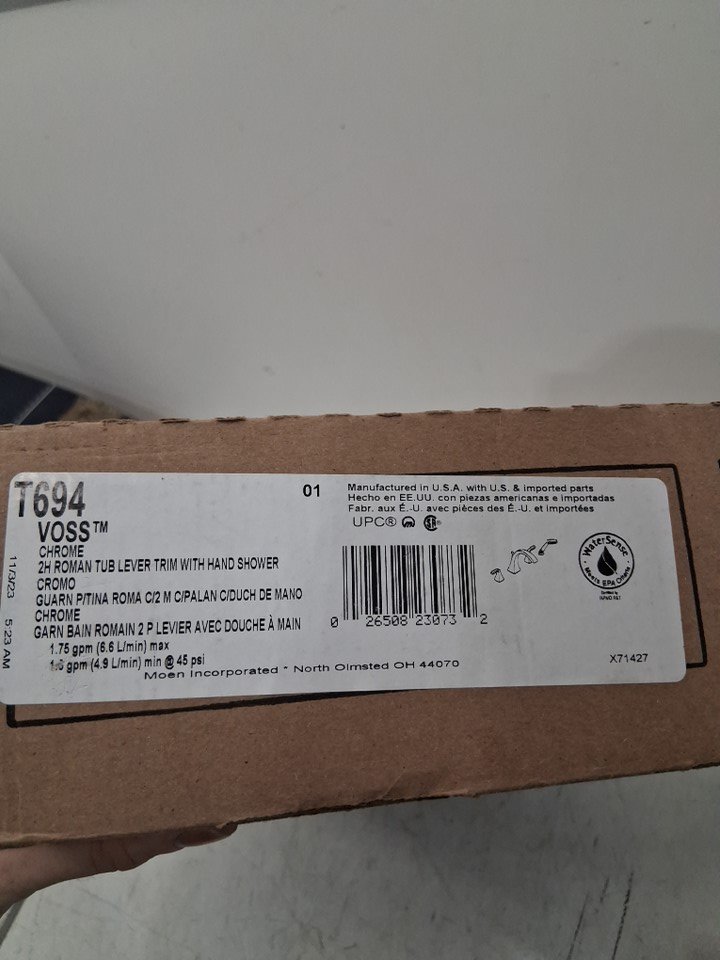 T694
01
VOSS™
CHROME
2H ROMAN TUB LEVER TRIM WITH HAND SHOWER
CROMO
GUARN P/TINA ROMA C/2 M C/PALAN C/DUCH DE MANO
CHROME
GARN BAIN ROMAIN 2 P LEVIER AVEC DOUCHE À MAIN
1.75 gpm (6.6 L/min) max
gpm (4.9 L/min) min @ 45 psi
Moen Incorporated * North Olmsted OH 44070
Manufactured in U.S.A. with U.S. & imported parts
Hecho en EE.UU. con piezas americanas e importadas
Fabr. aux É.-U. avec pièces des É.-U. et importées
UPC®
0 26508 23073 2
WaterSense
Meets EPA Criteria
X71427
11/3/23 5:23 AM